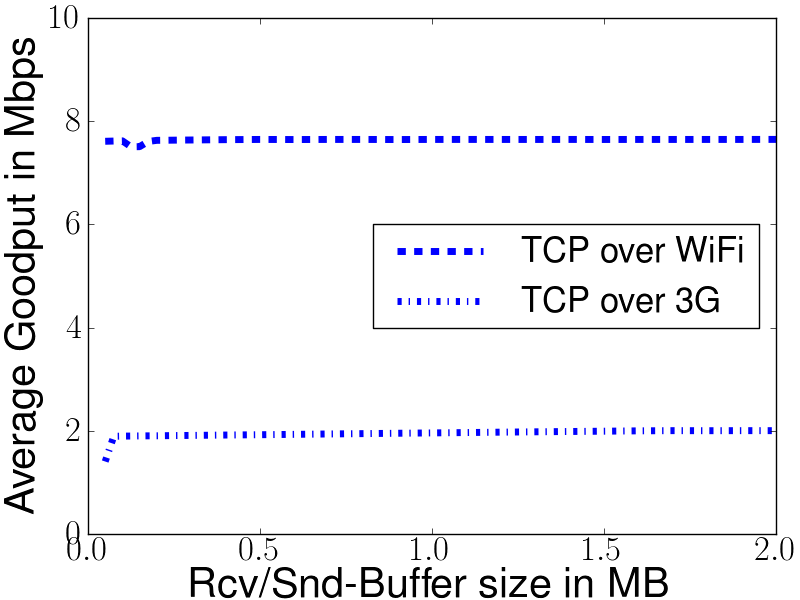 Average Goodput in Mbps
10
8
6
4
2
0
TCP over WiFi
TCP over 3G
0.0 0.5 1.0 1.5 2.0
Rcv/Snd-Buffer size in MB